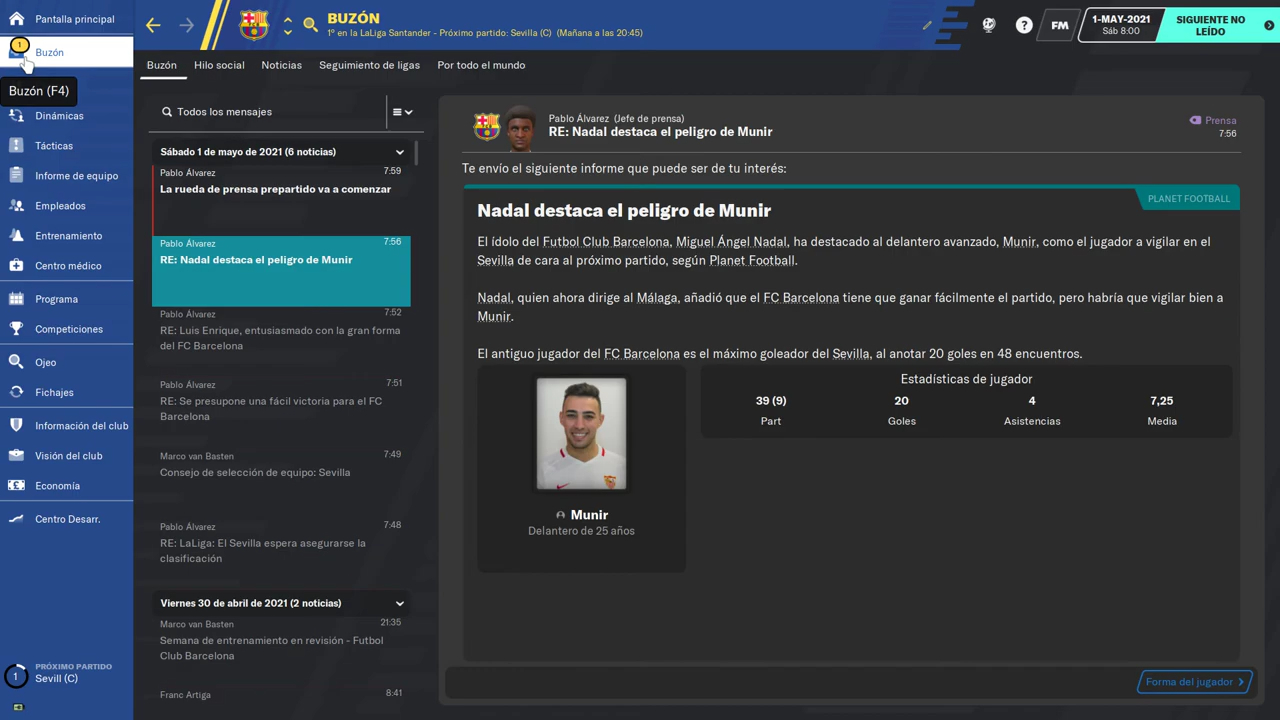 Pantalla principal
1
Buzón
Buzón (F4)
Dinámicas
Tácticas
Informe de equipo
Empleados
Entrenamiento
Centro médico
Programa
Competiciones
Ojeo
Fichajes
Información del club
Visión del club
Economía
Centro Desarr.
1
PRÓXIMO PARTIDO
Sevill (C)
BUZÓN
1º en la LaLiga Santander - Próximo partido: Sevilla (C) (Mañana a las 20:45)
?
FM
1-MAY-2021
Sáb 8:00
SIGUIENTE NO
LEÍDO
Buzón Hilo social Noticias Seguimiento de ligas Por todo el mundo
Todos los mensajes
Sábado 1 de mayo de 2021 (6 noticias)
Pablo Álvarez 7:59
La rueda de prensa prepartido va a comenzar
Pablo Álvarez 7:56
RE: Nadal destaca el peligro de Munir
Pablo Álvarez 7:52
RE: Luis Enrique, entusiasmado con la gran forma
del FC Barcelona
Pablo Álvarez 7:51
RE: Se presupone una fácil victoria para el FC
Barcelona
Marco van Basten 7:49
Consejo de selección de equipo: Sevilla
Pablo Álvarez 7:48
RE: LaLiga: El Sevilla espera asegurarse la
clasificación
Viernes 30 de abril de 2021 (2 noticias)
Marco van Basten 21:35
Semana de entrenamiento en revisión - Futbol
Club Barcelona
Franc Artiga 8:41
Pablo Álvarez (Jefe de prensa)
RE: Nadal destaca el peligro de Munir
Prensa
7:56
Te envío el siguiente informe que puede ser de tu interés:
PLANET FOOTBALL
Nadal destaca el peligro de Munir
El ídolo del Futbol Club Barcelona, Miguel Ángel Nadal, ha destacado al delantero avanzado, Munir, como el jugador a vigilar en el
Sevilla de cara al próximo partido, según Planet Football.
Nadal, quien ahora dirige al Málaga, añadió que el FC Barcelona tiene que ganar fácilmente el partido, pero habría que vigilar bien a
Munir.
El antiguo jugador del FC Barcelona es el máximo goleador del Sevilla, al anotar 20 goles en 48 encuentros.
Munir
Delantero de 25 años
Estadísticas de jugador
39 (9) 20 4 7,25
Part Goles Asistencias Media
Forma del jugador